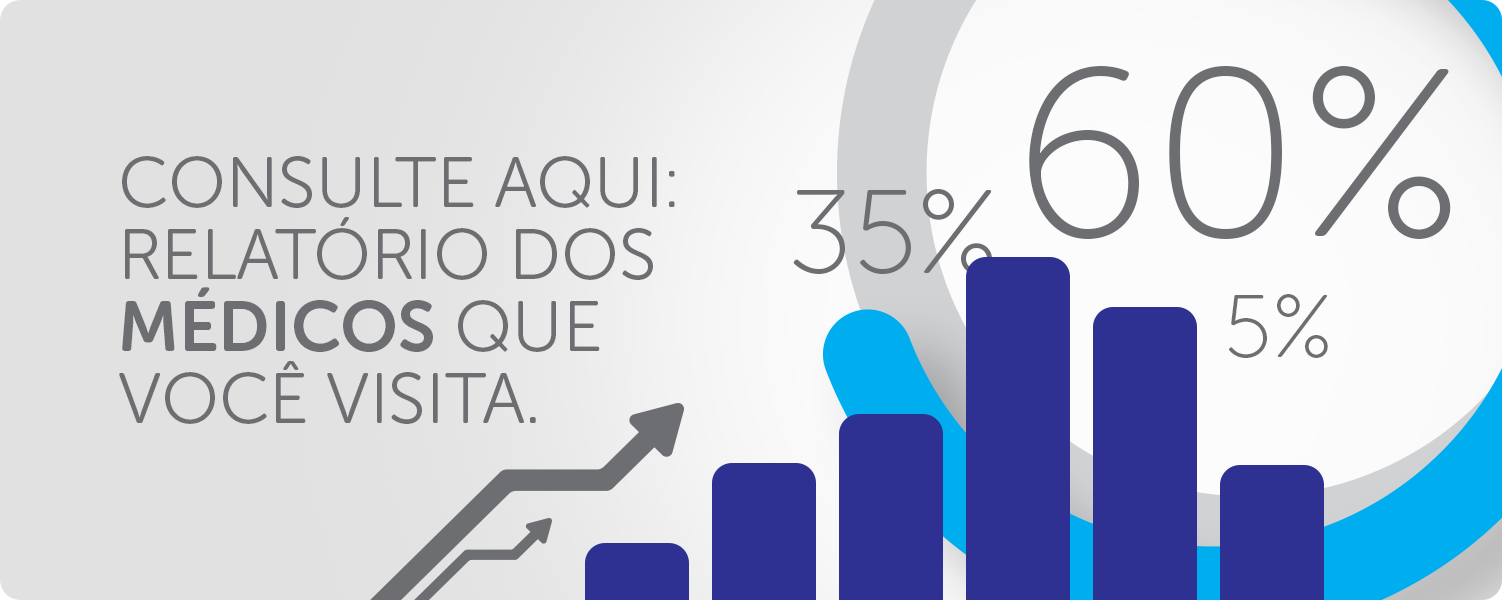 CONSULTE AQUI:
RELATÓRIO DOS
MÉDICOS QUE
VOCÊ VISITA.
35%
60%
5%